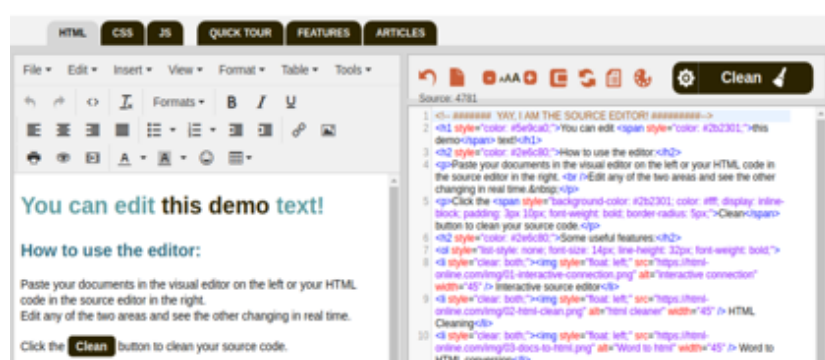 HTML CSS JS QUICK TOUR FEATURES ARTICLES
File Edit Insert View Format Table Tools
Formats B I U
A A
You can edit this demo text!
How to use the editor:
Paste your documents in the visual editor on the left or your HTML
code in the source editor in the right.
Edit any of the two areas and see the other changing in real time.
Click the Clean button to clean your source code.
AAA Clean
Source: 4781
1 <!-- ####### YAY, I AM THE SOURCE EDITOR! #########-->
2 <h1 style="color: #5e9ca0;">You can edit <span style="color: #2b2301;">this
demo</span> text!</h1>
3 <h2 style="color: #2e6c80;">How to use the editor:</h2>
4 <p>Paste your documents in the visual editor on the left or your HTML code in
the source editor in the right. <br />Edit any of the two areas and see the other
changing in real time.&nbsp;</p>
5 <p>Click the <span style="background-color: #2b2301; color: #fff; display: inline-
block; padding: 3px 10px; font-weight: bold; border-radius: 5px;">Clean</span>
button to clean your source code.</p>
6 <h2 style="color: #2e6c80;">Some useful features:</h2>
7 <ol style="list-style: none; font-size: 14px; line-height: 32px; font-weight: bold;">
8 <li style="clear: both;"><img style="float: left;" src="https://html-
online.com/img/01-interactive-connection.png" alt="interactive connection"
width="45" /> Interactive source editor</li>
9 <li style="clear: both;"><img style="float: left;" src="https://html-
online.com/img/02-html-clean.png" alt="html cleaner" width="45" /> HTML
Cleaning</li>
10 <li style="clear: both;"><img style="float: left;" src="https://html-
online.com/img/03-docs-to-html.png" alt="Word to html" width="45" /> Word to
HTML conversion</li>